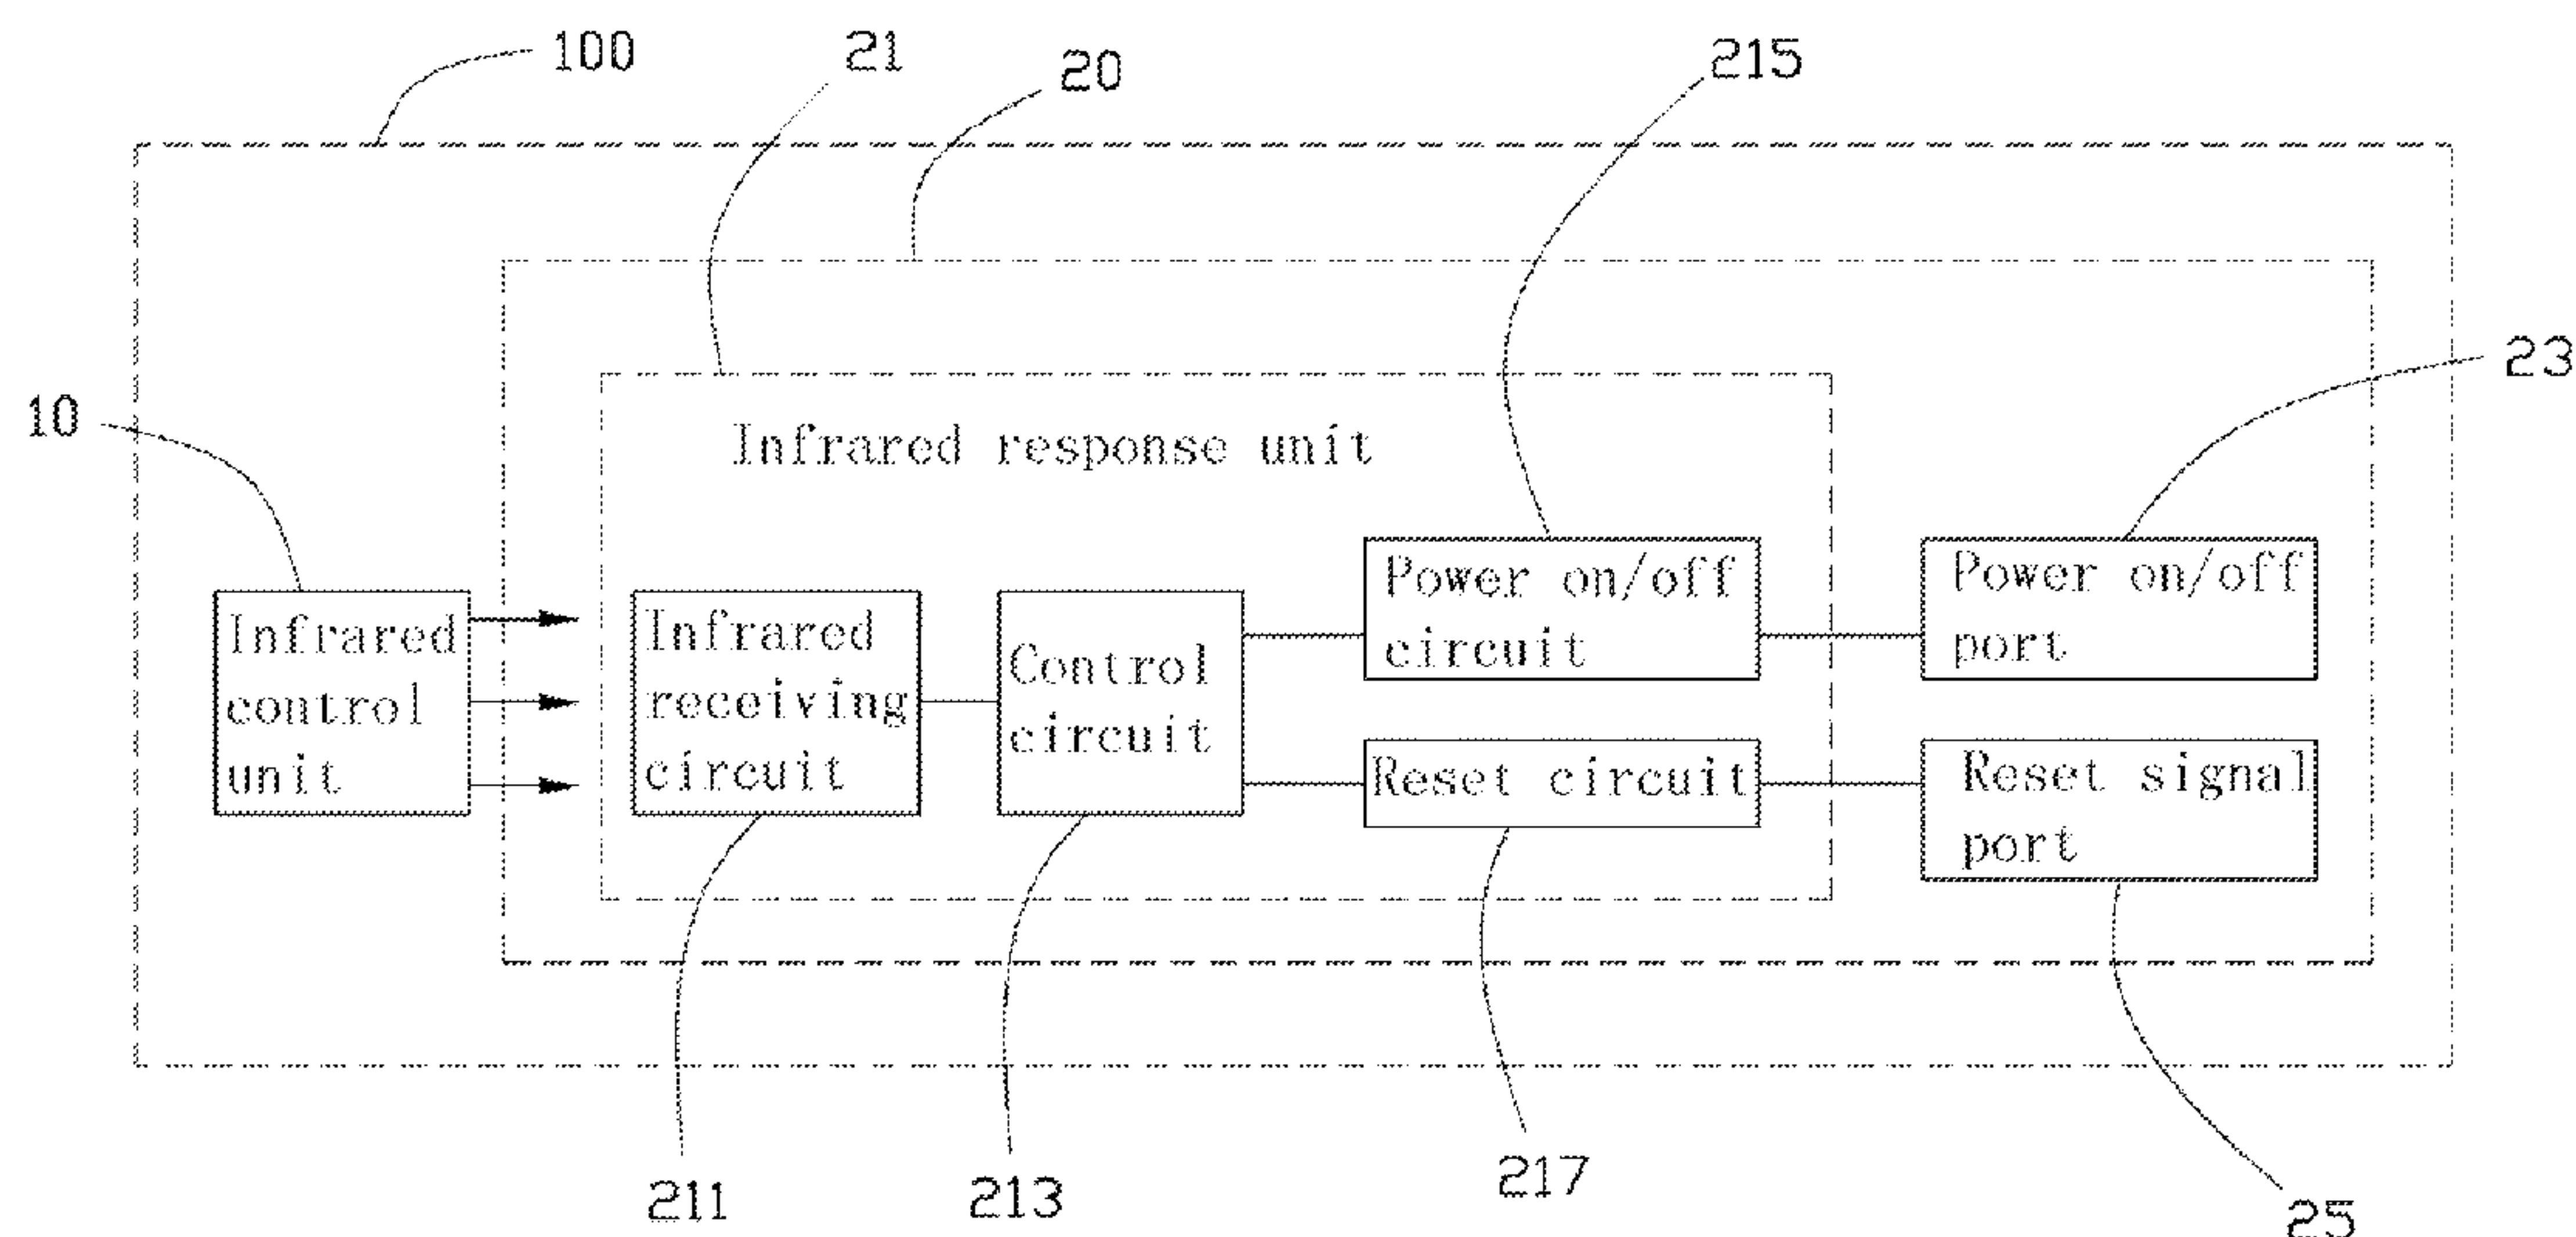 100
21
20
215
23
10
Infrared response unit
Infrared
control
unit
Infrared
receiving
circuit
Control
circuit
Power on/off
circuit
Power on/off
port
Reset circuit
Reset signal
port
211
213
217
25